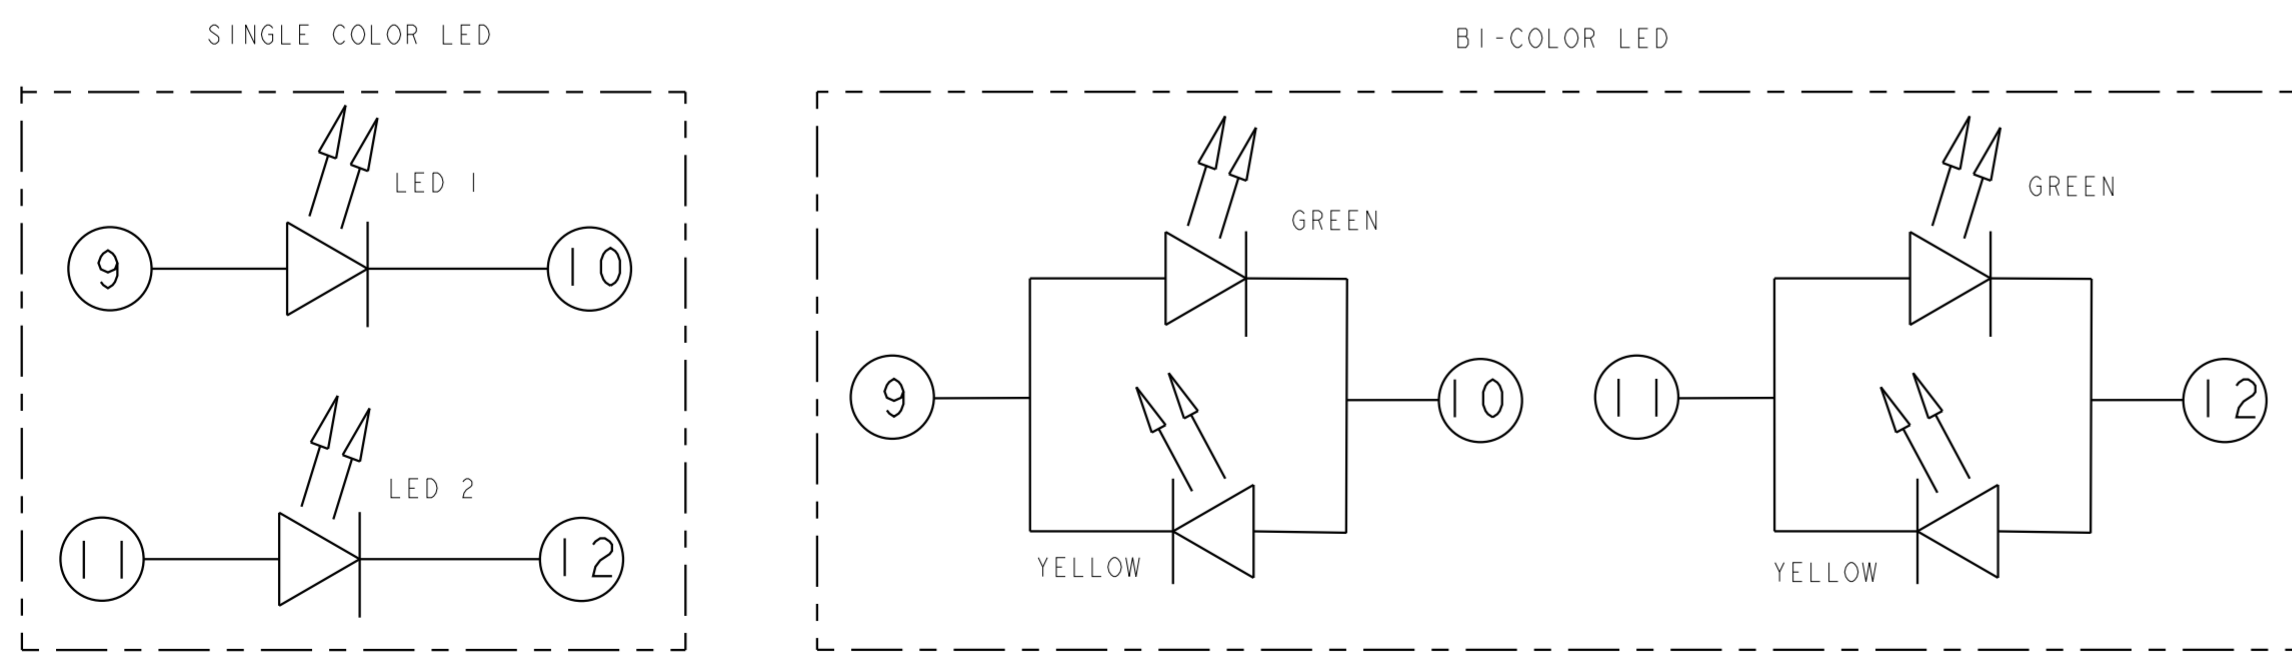 SINGLE COLOR LED
BI-COLOR LED
LED 1
9
10
LED 2
11
12
GREEN
9
10
YELLOW
GREEN
11
12
YELLOW